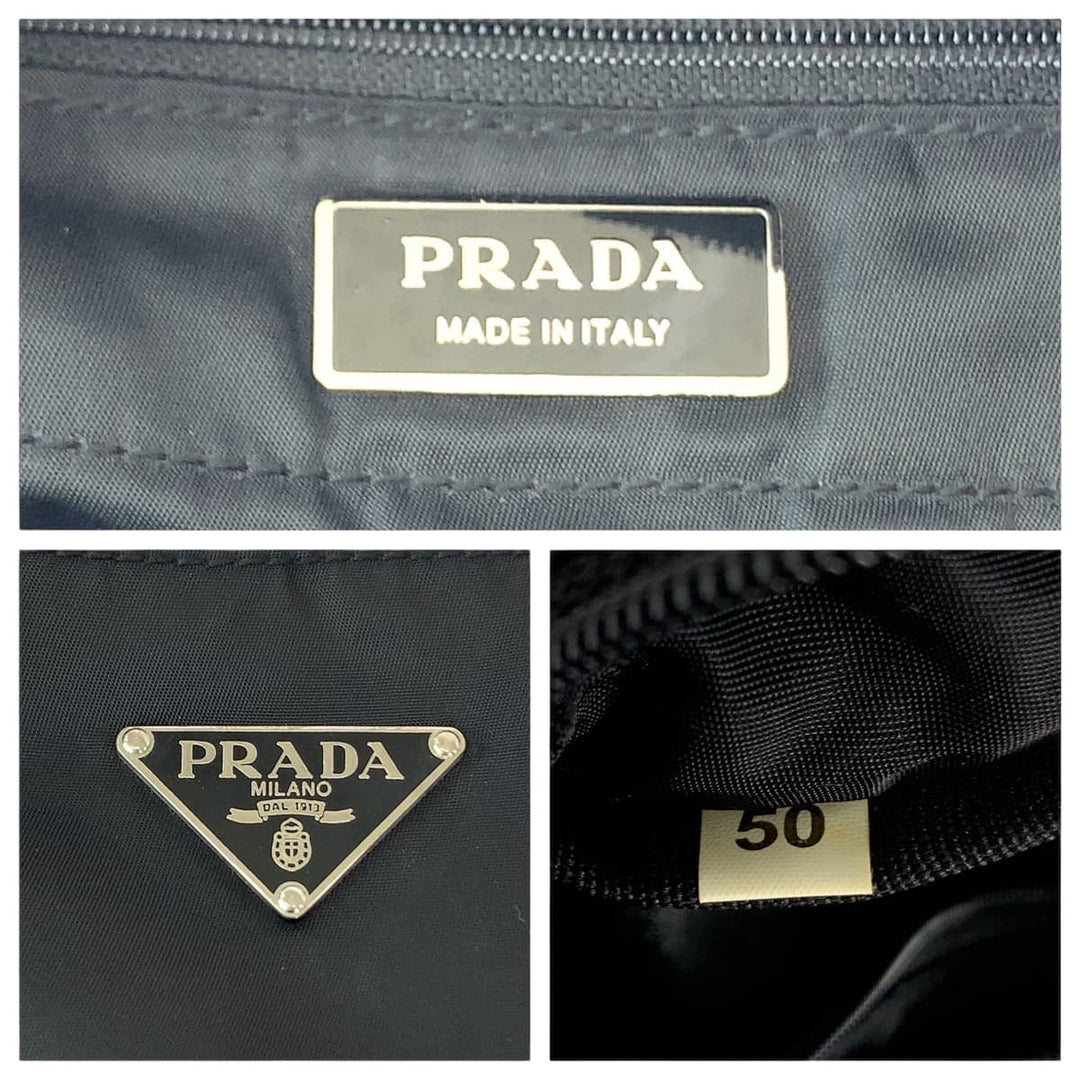 PRADA
MADE IN ITALY
PRADA
MILANO
DAL 1913
50